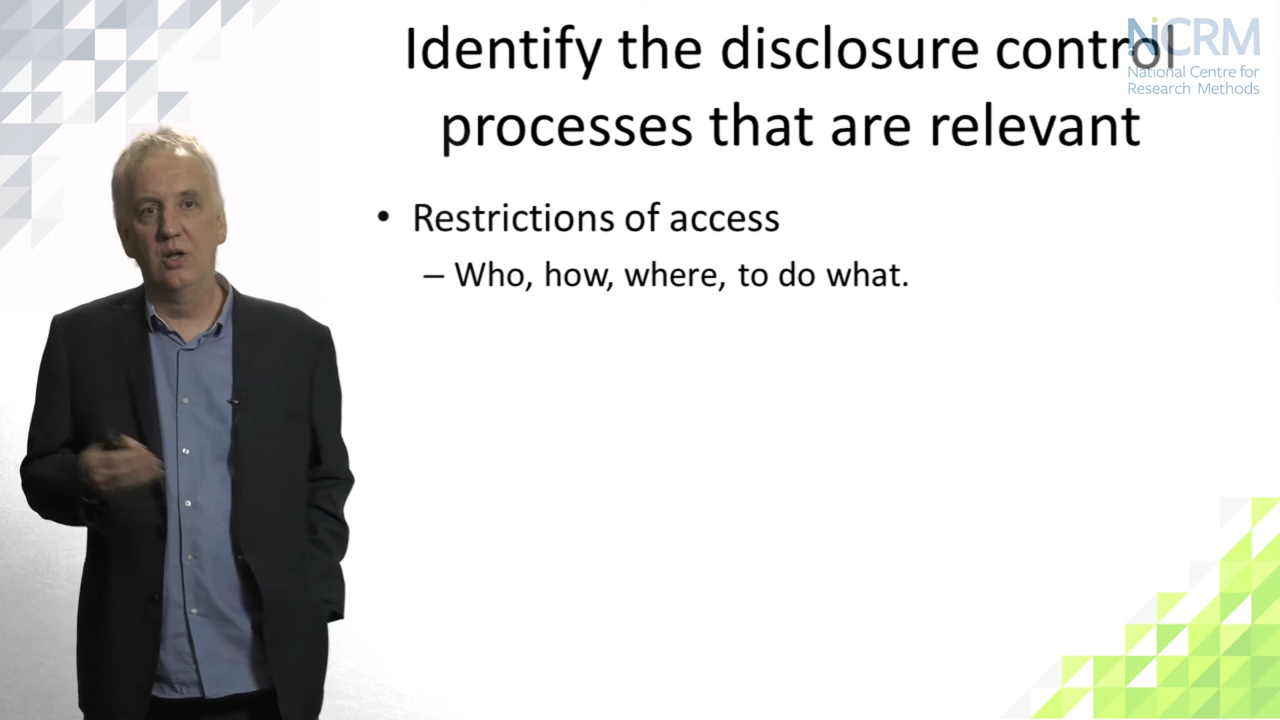 Identify the disclosure control
processes that are relevant
NCRM
National Centre for
Research Methods
• Restrictions of access
– Who, how, where, to do what.